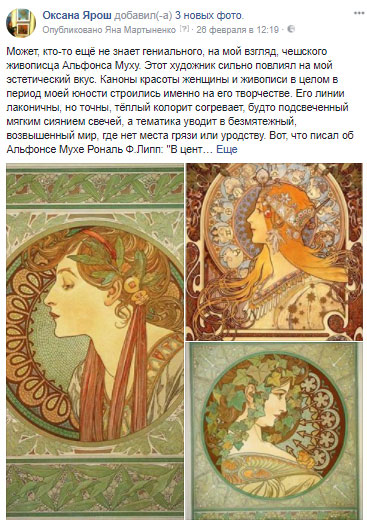 Оксана Ярош добавил(-а) 3 новых фото.
Опубликовано Яна Мартыненко [?] · 26 февраля в 12:19 ·
Может, кто-то ещё не знает гениального, на мой взгляд, чешского
живописца Альфонса Муху. Этот художник сильно повлиял на мой
эстетический вкус. Каноны красоты женщины и живописи в целом в
период моей юности строились именно на его творчестве. Его линии
лаконичны, но точны, тёплый колорит согревает, будто подсвеченный
мягким сиянием свечей, а тематика уводит в безмятежный,
возвышенный мир, где нет места грязи или уродству. Вот, что писал об
Альфонсе Мухе Рональ Ф.Липп: "В цент... Еще